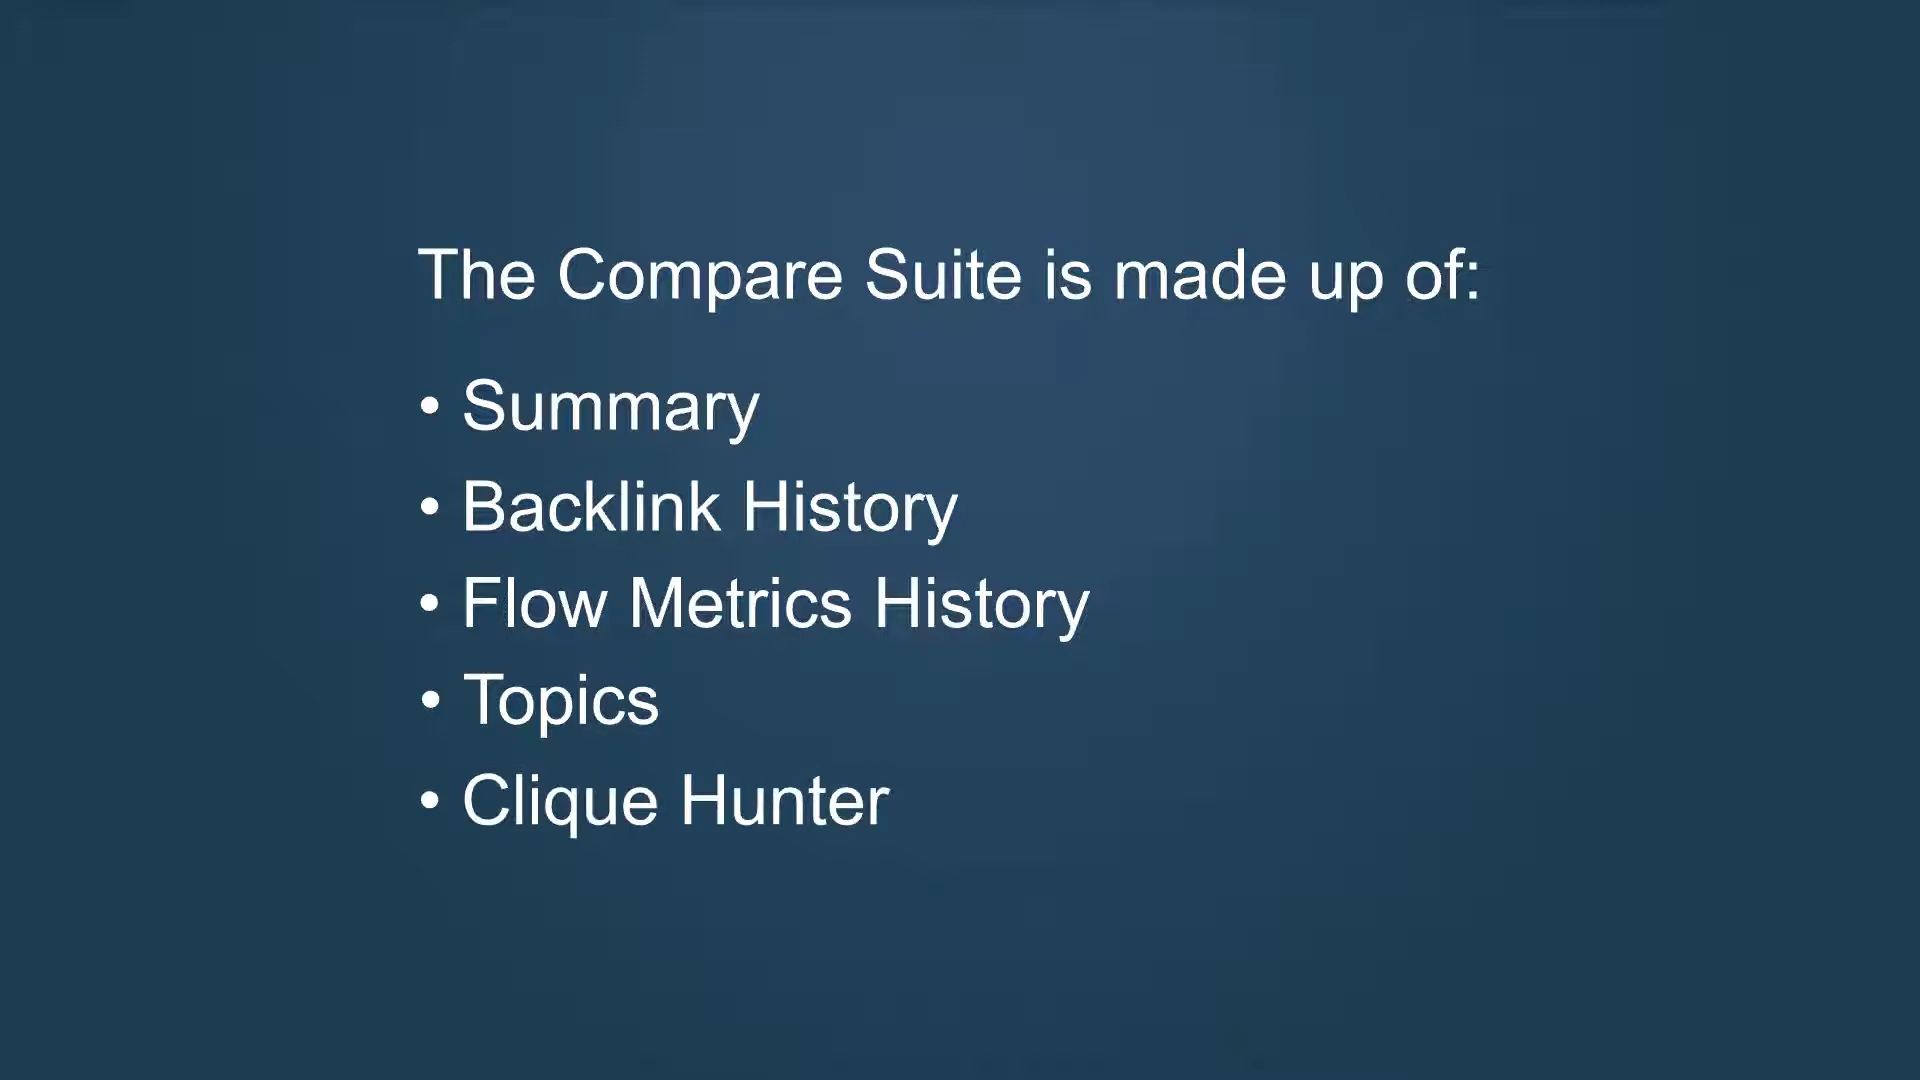 The Compare Suite is made up of:
• Summary
• Backlink History
• Flow Metrics History
• Topics
• Clique Hunter